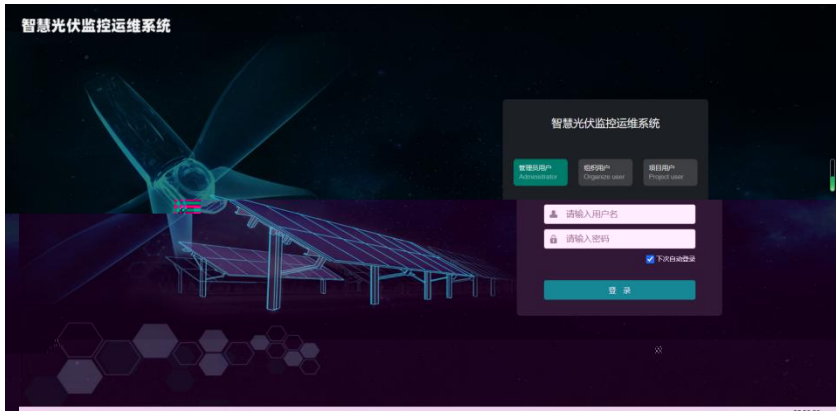 智慧光伏监控运维系统
智慧光伏监控运维系统
管理员用户 组织用户 项目用户
Administrator Organize user Project user
请输入用户名
请输入密码
下次自动登录
登 录